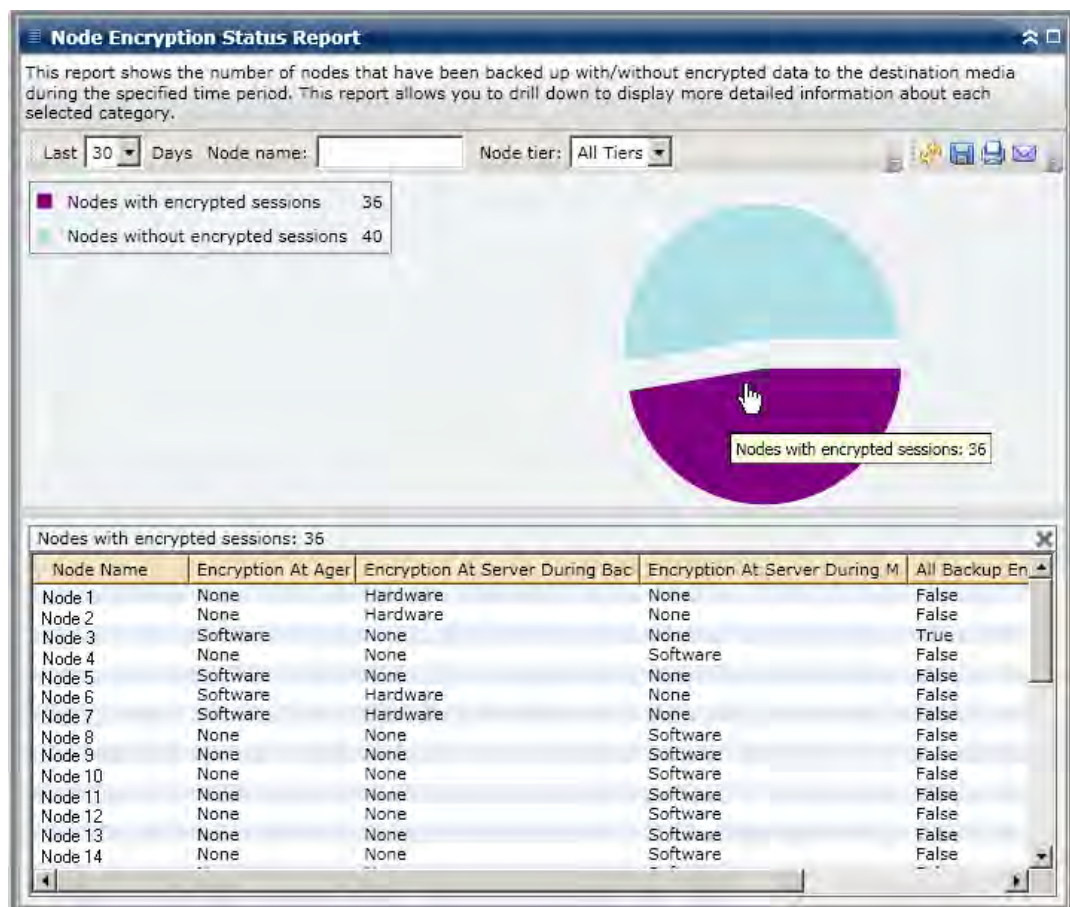 Node Encryption Status Report
This report shows the number of nodes that have been backed up with/without encrypted data to the destination media
during the specified time period. This report allows you to drill down to display more detailed information about each
selected category.
Last 30 Days Node name: Node tier: All Tiers
Nodes with encrypted sessions 36
Nodes without encrypted sessions 40
Nodes with encrypted sessions: 36
Nodes with encrypted sessions: 36
Node Name Encryption At Ager Encryption At Server During Bac Encryption At Server During M All Backup En
Node 1 None Hardware None False
Node 2 None Hardware None False
Node 3 Software None None True
Node 4 None None Software False
Node 5 Software None None False
Node 6 Software Hardware None False
Node 7 Software Hardware None False
Node 8 None None Software False
Node 9 None None Software False
Node 10 None None Software False
Node 11 None None Software False
Node 12 None None Software False
Node 13 None None Software False
Node 14 None None Software False